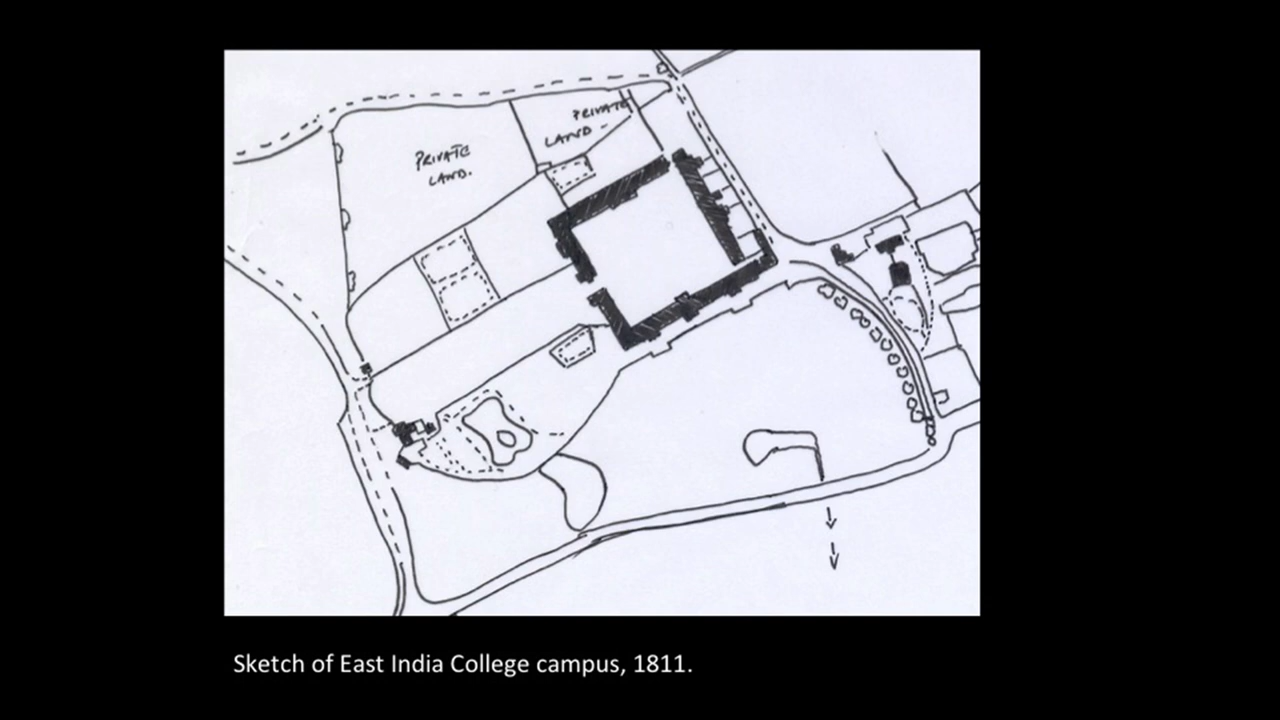 PRIVATE
LAND -
PRIVATE
LAND.
Sketch of East India College campus, 1811.